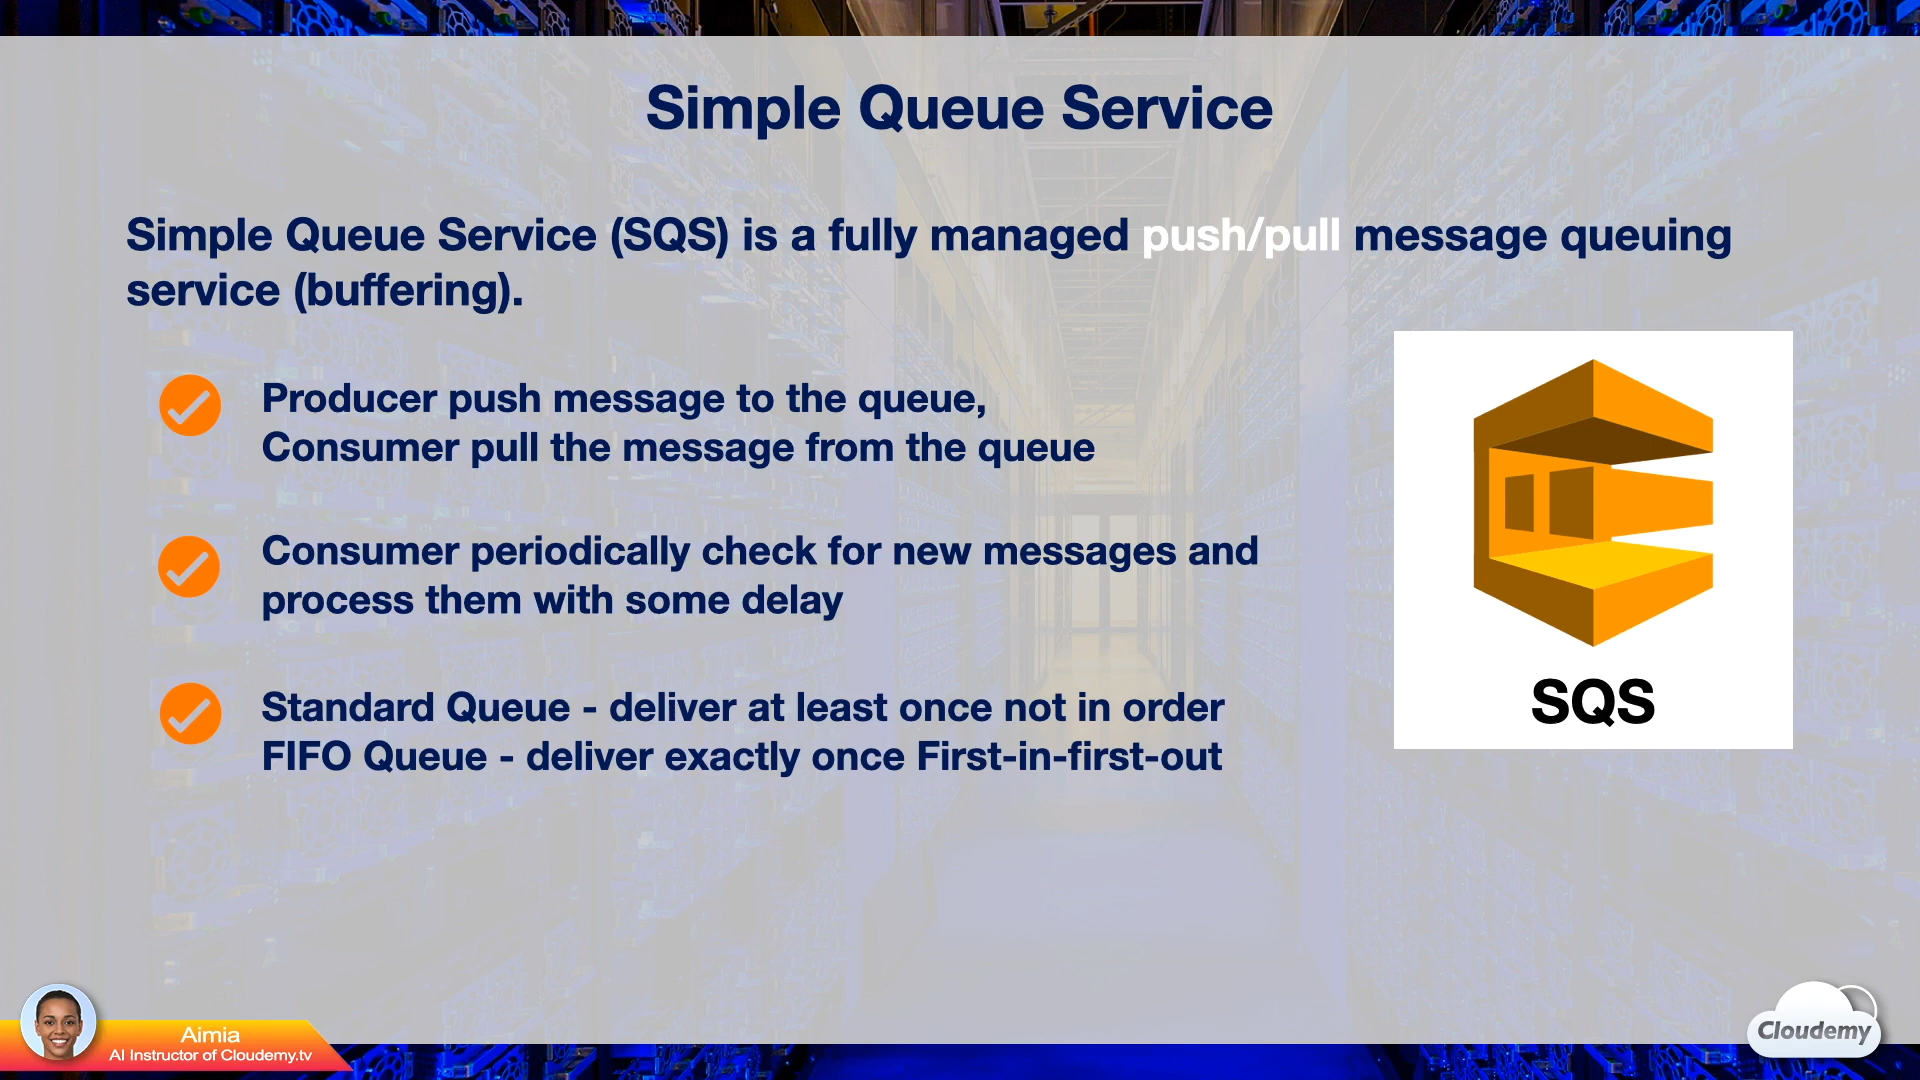 Simple Queue Service
Simple Queue Service (SQS) is a fully managed push/pull message queuing
service (buffering).
Producer push message to the queue,
Consumer pull the message from the queue
Consumer periodically check for new messages and
process them with some delay
Standard Queue - deliver at least once not in order
FIFO Queue - deliver exactly once First-in-first-out
SQS
Aimia
AI Instructor of Cloudemy.tv
Cloudemy